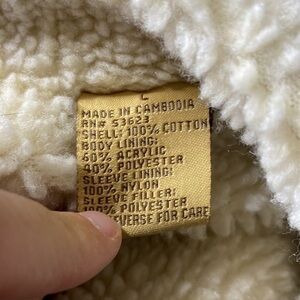 L
MADE IN CAMBODIA
RN# 53623
SHELL: 100% COTTON
BODY LINING:
60% ACRYLIC
40% POLYESTER
SLEEVE LINING:
100% NYLON
SLEEVE FILLER:
% POLYESTER
EVERSE FOR CARE